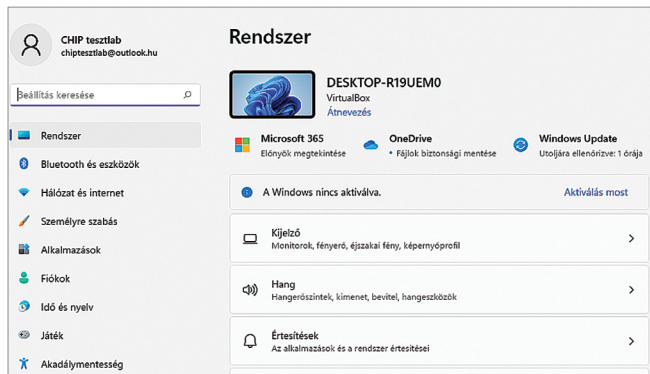 CHIP tesztlab
chiptesztlab@outlook.hu
Beállítás keresése
Rendszer
Bluetooth és eszközök
Hálózat és internet
Személyre szabás
Alkalmazások
Fiókok
Idő és nyelv
Játék
Akadálymentesség
Rendszer
DESKTOP-R19UEM0
VirtualBox
Átnevezés
Microsoft 365
Előnyök megtekintése
OneDrive
• Fájlok biztonsági mentése
Windows Update
Utoljára ellenőrizve: 1 órája
A Windows nincs aktiválva.
Aktiválás most
Kijelző
Monitorok, fényerő, éjszakai fény, képernyőprofil
Hang
Hangerőszintek, kimenet, bevitel, hangeszközök
Értesítések
Az alkalmazások és a rendszer értesítései